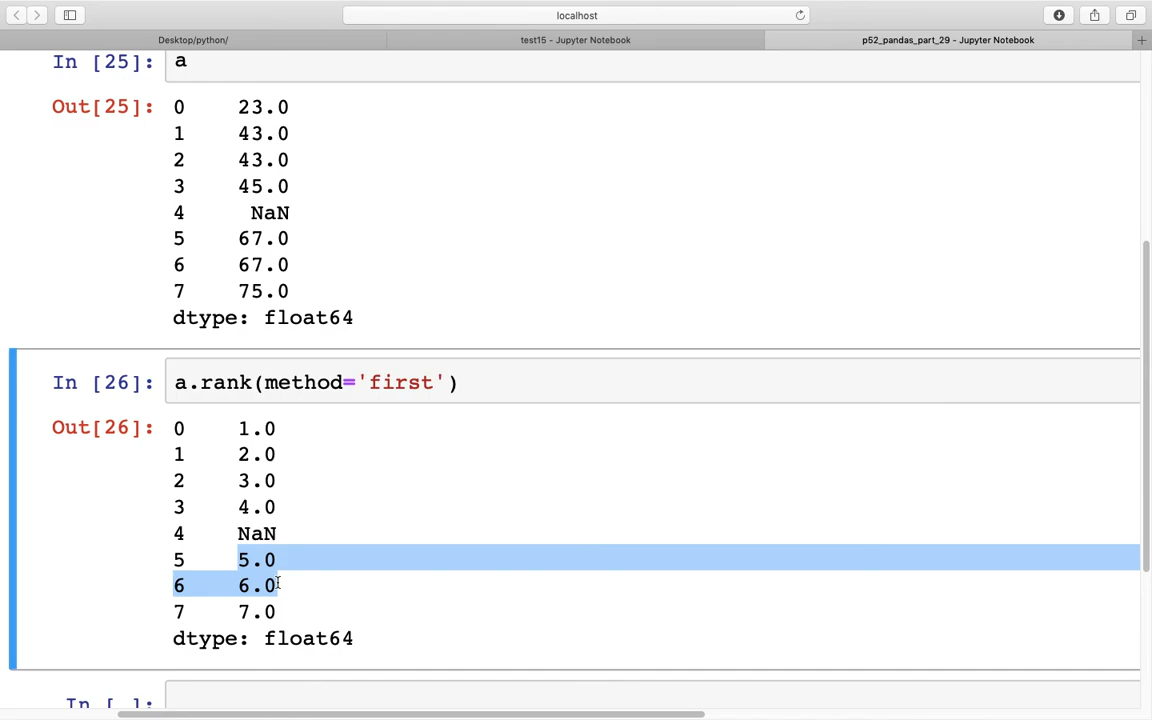 localhost
Desktop/python/
test15 - Jupyter Notebook
p52_pandas_part_29 - Jupyter Notebook
In [25]: a
Out[25]: 0 23.0
1 43.0
2 43.0
3 45.0
4 NaN
5 67.0
6 67.0
7 75.0
dtype: float64
In [26]: a.rank(method='first')
Out[26]: 0 1.0
1 2.0
2 3.0
3 4.0
4 NaN
5 5.0
6 6.0
7 7.0
dtype: float64
In [ ]: